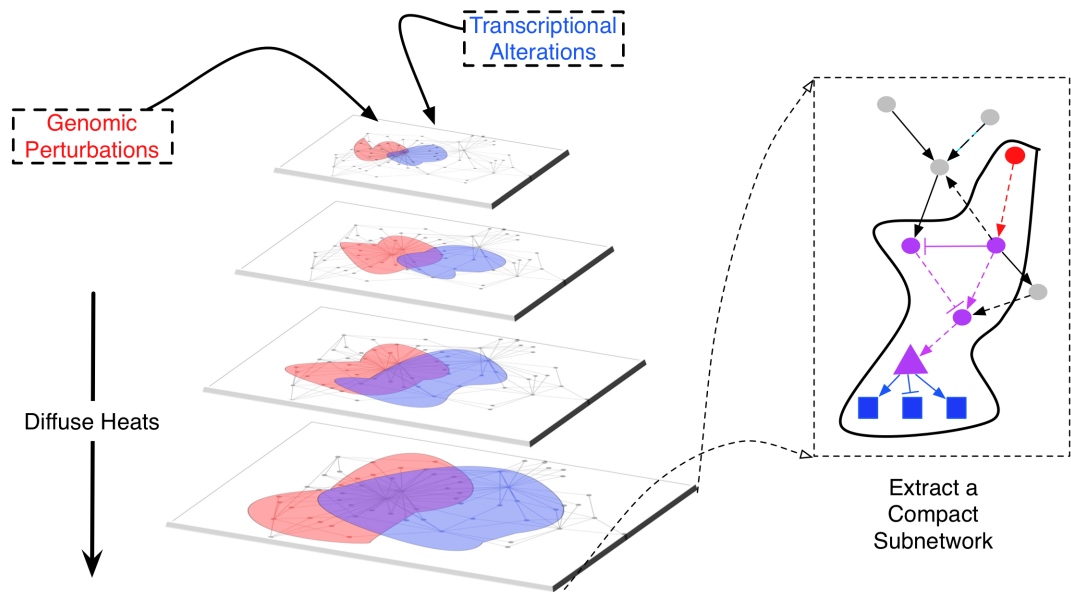 Transcriptional
Alterations
Genomic
Perturbations
Diffuse Heats
Extract a
Compact
Subnetwork